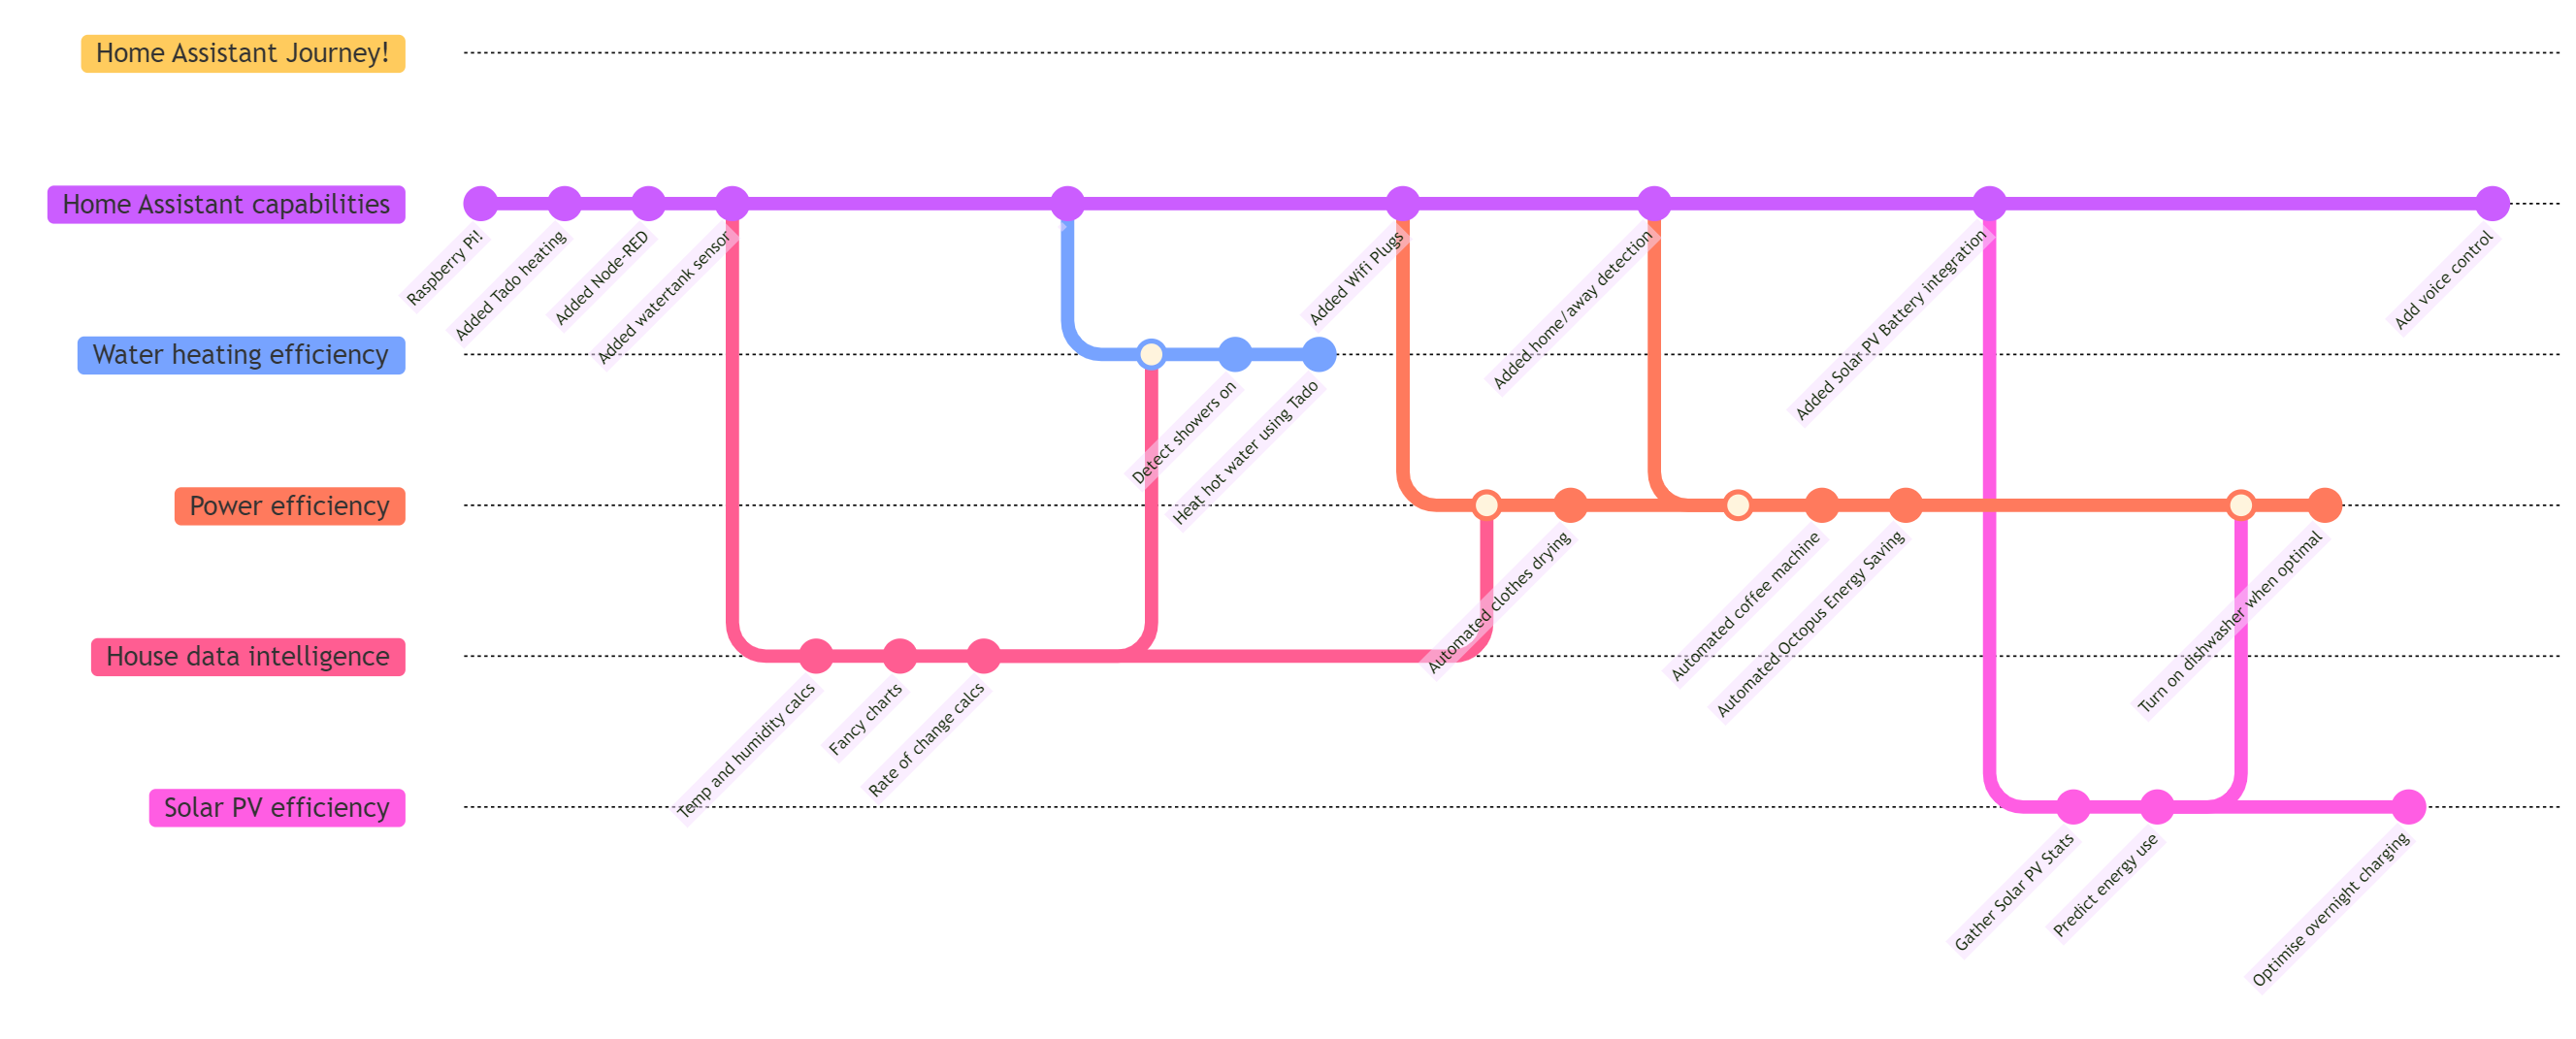 Home Assistant Journey!
Home Assistant capabilities
Raspberry Pi!
Added Tado heating
Added Node-RED
Added watertank sensor
Added Wifi Plugs
Added home/away detection
Added Solar PV Battery integration
Add voice control
Water heating efficiency
Detect showers on
Heat hot water using Tado
Power efficiency
Automated clothes drying
Automated coffee machine
Automated Octopus Energy Saving
Turn on dishwasher when optimal
House data intelligence
Temp and humidity calcs
Fancy charts
Rate of change calcs
Solar PV efficiency
Gather Solar PV Stats
Predict energy use
Optimise overnight charging